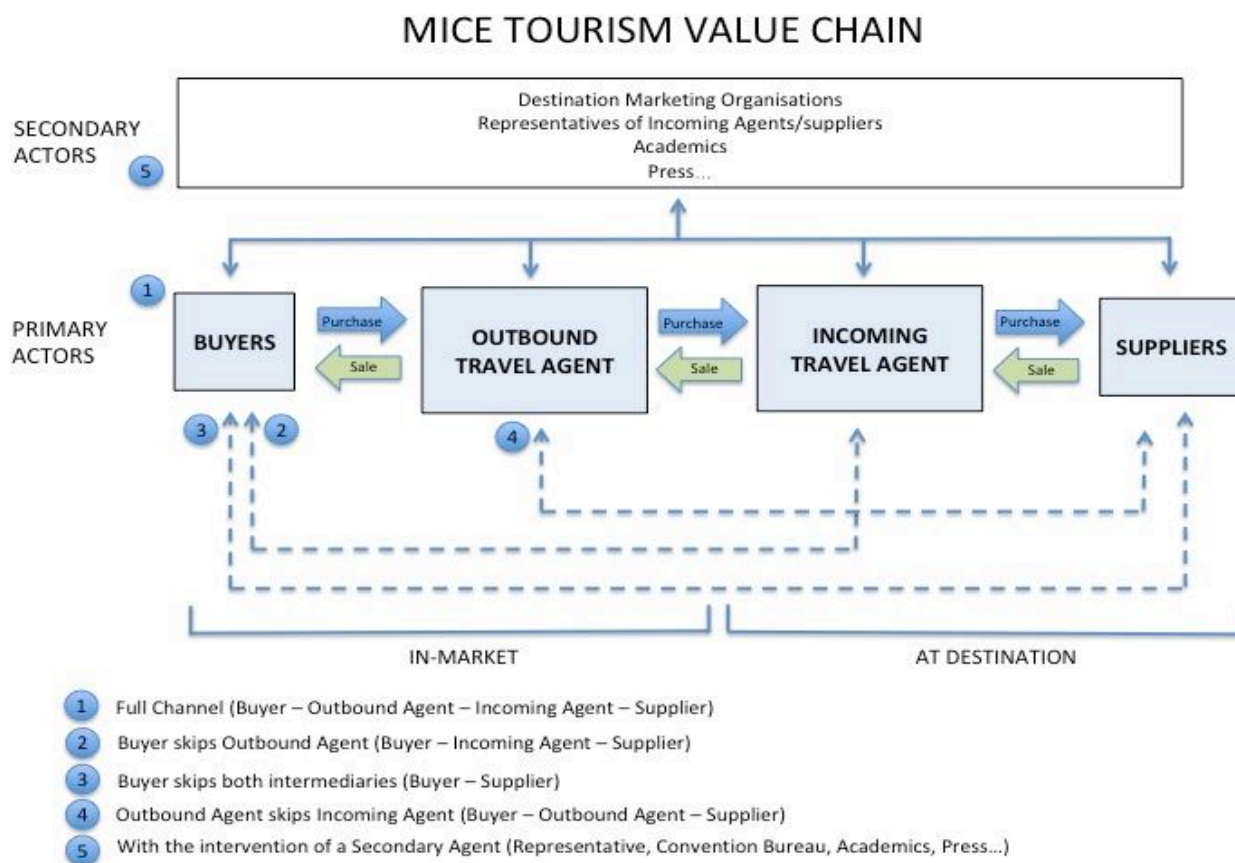 MICE TOURISM VALUE CHAIN
SECONDARY
ACTORS
5
Destination Marketing Organisations
Representatives of Incoming Agents/suppliers
Academics
Press...
1
PRIMARY
ACTORS
BUYERS
Purchase
Sale
OUTBOUND
TRAVEL AGENT
Purchase
Sale
INCOMING
TRAVEL AGENT
Purchase
Sale
SUPPLIERS
3
2
4
IN-MARKET
AT DESTINATION
1 Full Channel (Buyer – Outbound Agent – Incoming Agent – Supplier)
2 Buyer skips Outbound Agent (Buyer – Incoming Agent – Supplier)
3 Buyer skips both intermediaries (Buyer – Supplier)
4 Outbound Agent skips Incoming Agent (Buyer – Outbound Agent – Supplier)
5 With the intervention of a Secondary Agent (Representative, Convention Bureau, Academics, Press...)